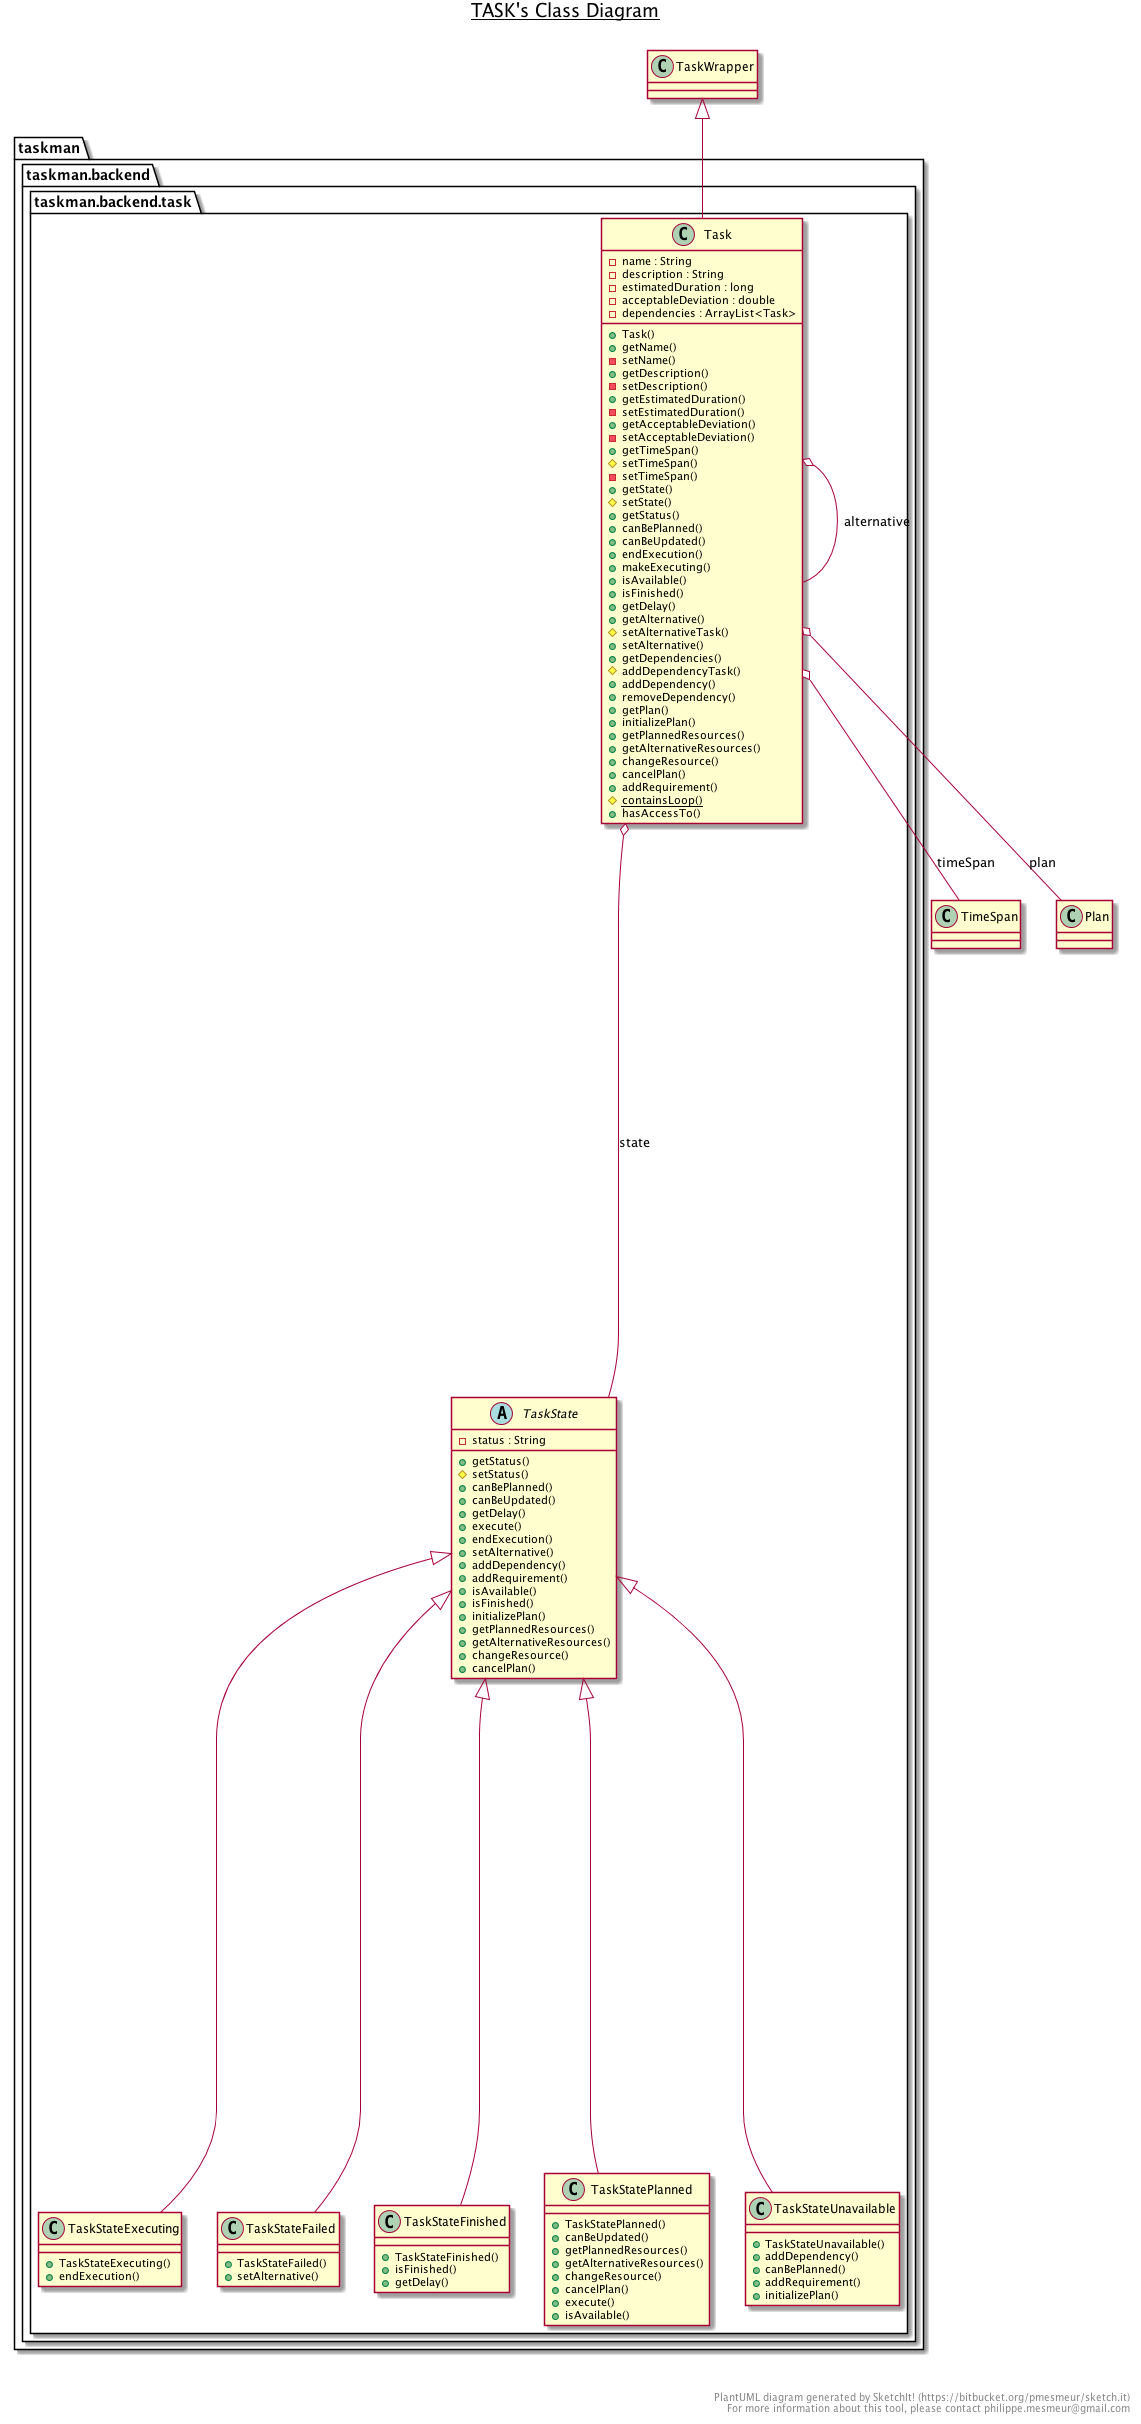 TASK's Class Diagram
C TaskWrapper
taskman
taskman.backend
taskman.backend.task
C Task
name : String
description : String
estimatedDuration : long
acceptableDeviation : double
dependencies : ArrayList<Task>
Task()
getName()
setName()
getDescription()
setDescription()
getEstimatedDuration()
setEstimatedDuration()
getAcceptableDeviation()
setAcceptableDeviation()
getTimeSpan()
setTimeSpan()
setTimeSpan()
getState()
setState()
getStatus()
canBePlanned()
canBeUpdated()
endExecution()
makeExecuting()
isAvailable()
isFinished()
getDelay()
getAlternative()
setAlternativeTask()
setAlternative()
getDependencies()
addDependencyTask()
addDependency()
removeDependency()
getPlan()
initializePlan()
getPlannedResources()
getAlternativeResources()
changeResource()
cancelPlan()
addRequirement()
containsLoop()
hasAccessTo()
alternative
timeSpan
plan
C TimeSpan
C Plan
state
A TaskState
status : String
getStatus()
setStatus()
canBePlanned()
canBeUpdated()
getDelay()
execute()
endExecution()
setAlternative()
addDependency()
addRequirement()
isAvailable()
isFinished()
initializePlan()
getPlannedResources()
getAlternativeResources()
changeResource()
cancelPlan()
C TaskStateExecuting
TaskStateExecuting()
endExecution()
C TaskStateFailed
TaskStateFailed()
setAlternative()
C TaskStateFinished
TaskStateFinished()
isFinished()
getDelay()
C TaskStatePlanned
TaskStatePlanned()
canBeUpdated()
getPlannedResources()
getAlternativeResources()
changeResource()
cancelPlan()
execute()
isAvailable()
C TaskStateUnavailable
TaskStateUnavailable()
addDependency()
canBePlanned()
addRequirement()
initializePlan()
PlantUML diagram generated by SketchIt! (https://bitbucket.org/pmesmeur/sketch.it)
For more information about this tool, please contact philippe.mesmeur@gmail.com